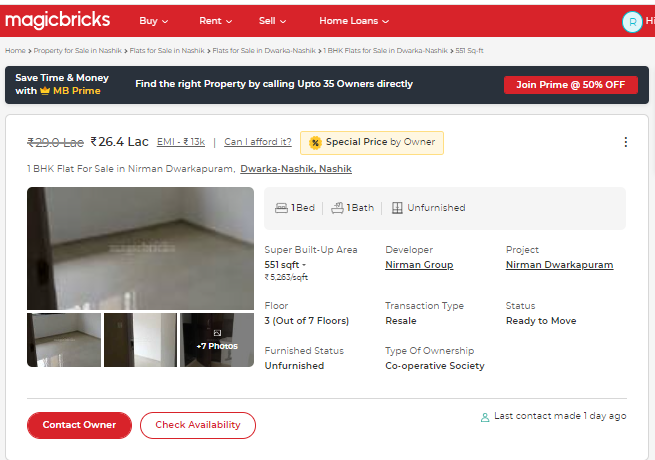 magicbricks
Buy Rent Sell Home Loans R Hi
Home > Property for Sale in Nashik > Flats for Sale in Nashik > Flats for Sale in Dwarka-Nashik > 1 BHK Flats for Sale in Dwarka-Nashik > 551 Sq-ft
Save Time & Money
with MB Prime
Find the right Property by calling Upto 35 Owners directly
Join Prime @ 50% OFF
₹29.0 Lac ₹26.4 Lac EMI - ₹13k | Can I afford it? % Special Price by Owner
1 BHK Flat For Sale in Nirman Dwarkapuram, Dwarka-Nashik, Nashik
magicbricks
+7 Photos
1 Bed 1 Bath Unfurnished
Super Built-Up Area
551 sqft -
₹5,263/sqft
Developer
Nirman Group
Project
Nirman Dwarkapuram
Floor
3 (Out of 7 Floors)
Transaction Type
Resale
Status
Ready to Move
Furnished Status
Unfurnished
Type Of Ownership
Co-operative Society
Contact Owner
Check Availability
Last contact made 1 day ago